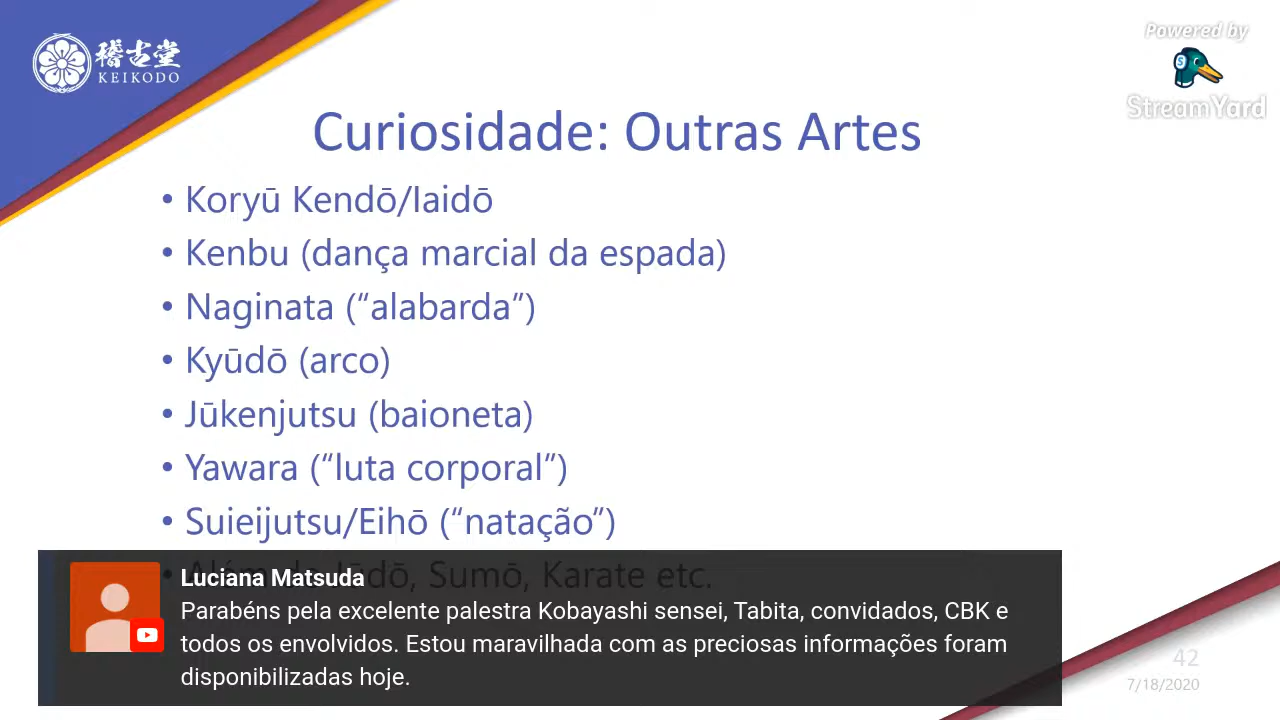 稽古堂
KEIKODO
Powered by
StreamYard
Curiosidade: Outras Artes
• Koryū Kendō/Iaidō
• Kenbu (dança marcial da espada)
• Naginata (“alabarda”)
• Kyūdō (arco)
• Jūkenjutsu (baioneta)
• Yawara (“luta corporal”)
• Suieijutsu/Eihō (“natação”)
• Além do Jūdō, Sumō, Karate etc.
Luciana Matsuda
Parabéns pela excelente palestra Kobayashi sensei, Tabita, convidados, CBK e
todos os envolvidos. Estou maravilhada com as preciosas informações foram
disponibilizadas hoje.
42
7/18/2020